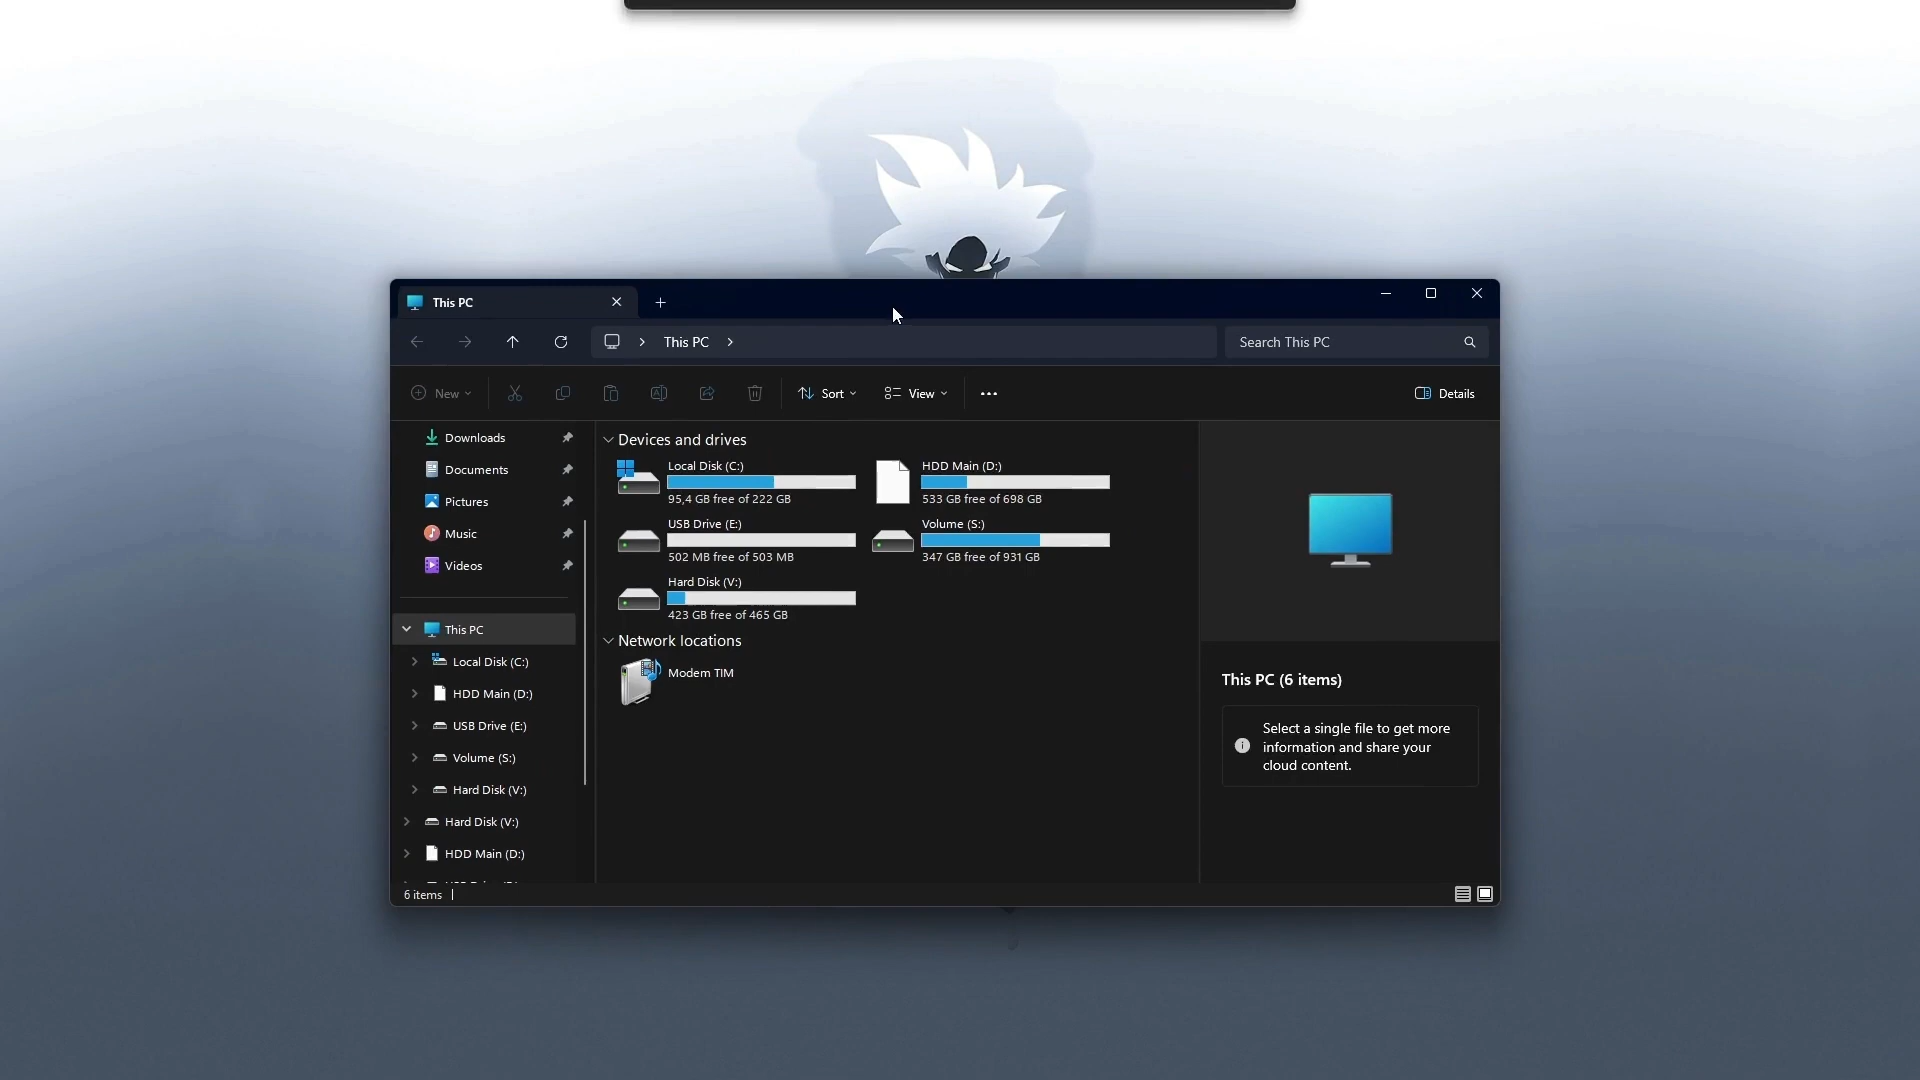 This PC
This PC
Search This PC
New
Sort
View
Details
Downloads
Documents
Pictures
Music
Videos
This PC
Local Disk (C:)
HDD Main (D:)
USB Drive (E:)
Volume (S:)
Hard Disk (V:)
Hard Disk (V:)
HDD Main (D:)
Devices and drives
Local Disk (C:)
95,4 GB free of 222 GB
HDD Main (D:)
533 GB free of 698 GB
USB Drive (E:)
502 MB free of 503 MB
Volume (S:)
347 GB free of 931 GB
Hard Disk (V:)
423 GB free of 465 GB
Network locations
Modem TIM
This PC (6 items)
Select a single file to get more
information and share your
cloud content.
6 items